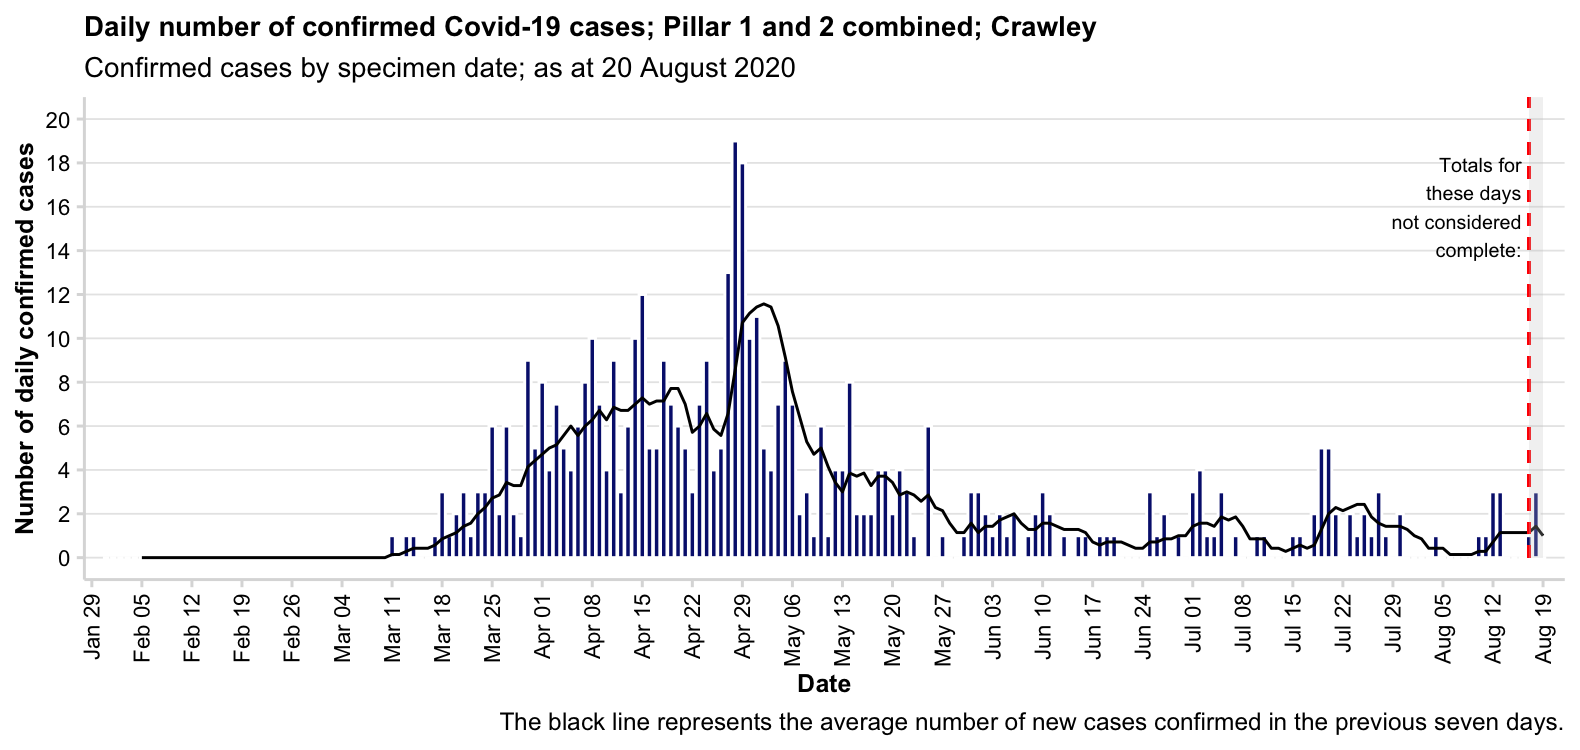 Daily number of confirmed Covid-19 cases; Pillar 1 and 2 combined; Crawley
Confirmed cases by specimen date; as at 20 August 2020
Number of daily confirmed cases
20
18
16
14
12
10
8
6
4
2
0
Totals for
these days
not considered
complete:
Jan 29
Feb 05
Feb 12
Feb 19
Feb 26
Mar 04
Mar 11
Mar 18
Mar 25
Apr 01
Apr 08
Apr 15
Apr 22
Apr 29
May 06
May 13
May 20
May 27
Jun 03
Jun 10
Jun 17
Jun 24
Jul 01
Jul 08
Jul 15
Jul 22
Jul 29
Aug 05
Aug 12
Aug 19
Date
The black line represents the average number of new cases confirmed in the previous seven days.